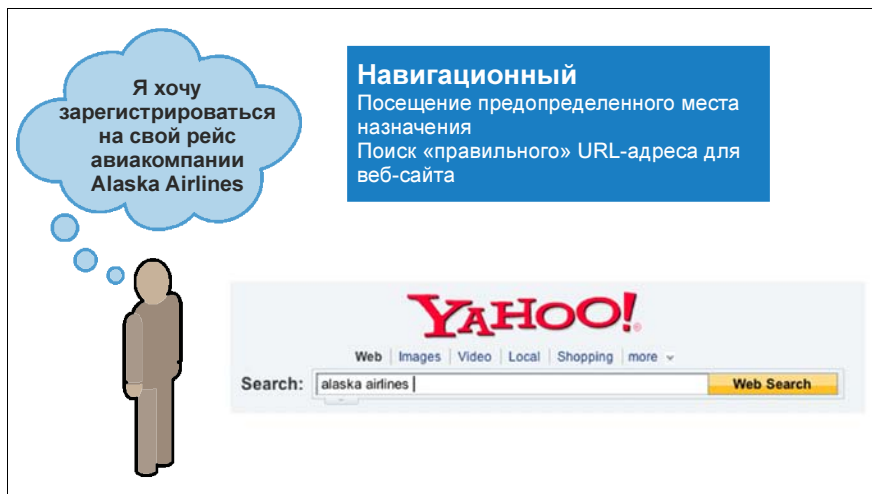 Я хочу
зарегистрироваться
на свой рейс
авиакомпании
Alaska Airlines
Навигационный
Посещение предопределенного места
назначения
Поиск «правильного» URL-адреса для
веб-сайта
YAHOO!
Web | Images | Video | Local | Shopping | more
Search: alaska airlines Web Search